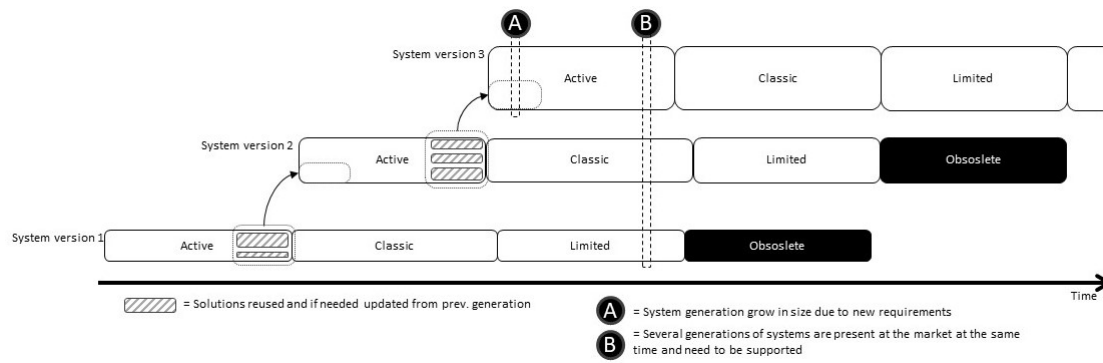 A
B
System version 3
Active
Classic
Limited
System version 2
Active
Classic
Limited
Obsoslete
System version 1
Active
Classic
Limited
Obsoslete
Time
= Solutions reused and if needed updated from prev. generation
A = System generation grow in size due to new requirements
B = Several generations of systems are present at the market at the same
time and need to be supported